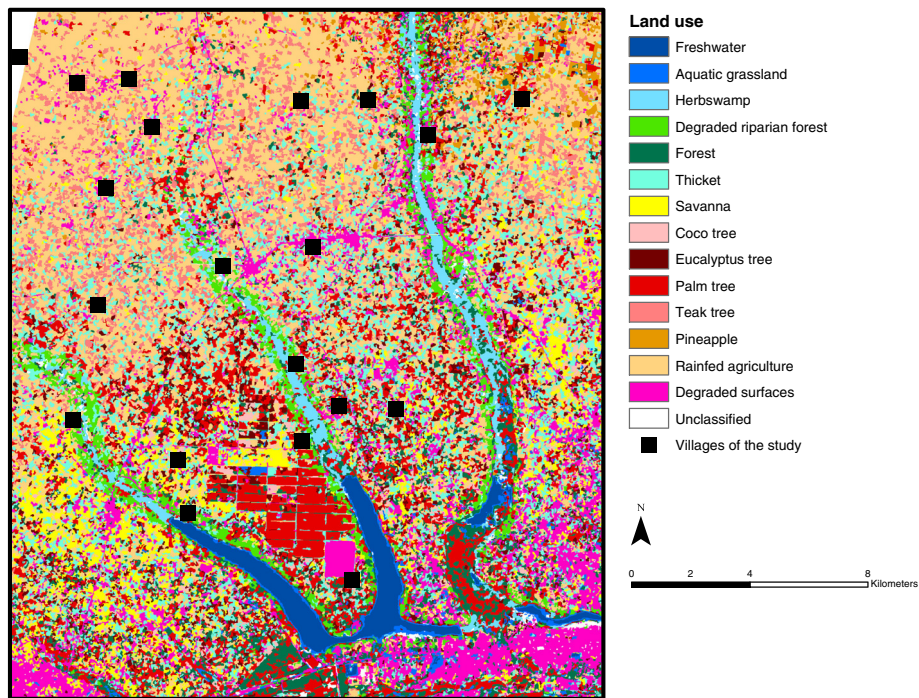 Land use
Freshwater
Aquatic grassland
Herbswamp
Degraded riparian forest
Forest
Thicket
Savanna
Coco tree
Eucalyptus tree
Palm tree
Teak tree
Pineapple
Rainfed agriculture
Degraded surfaces
Unclassified
Villages of the study
N
0 2 4 8
Kilometers